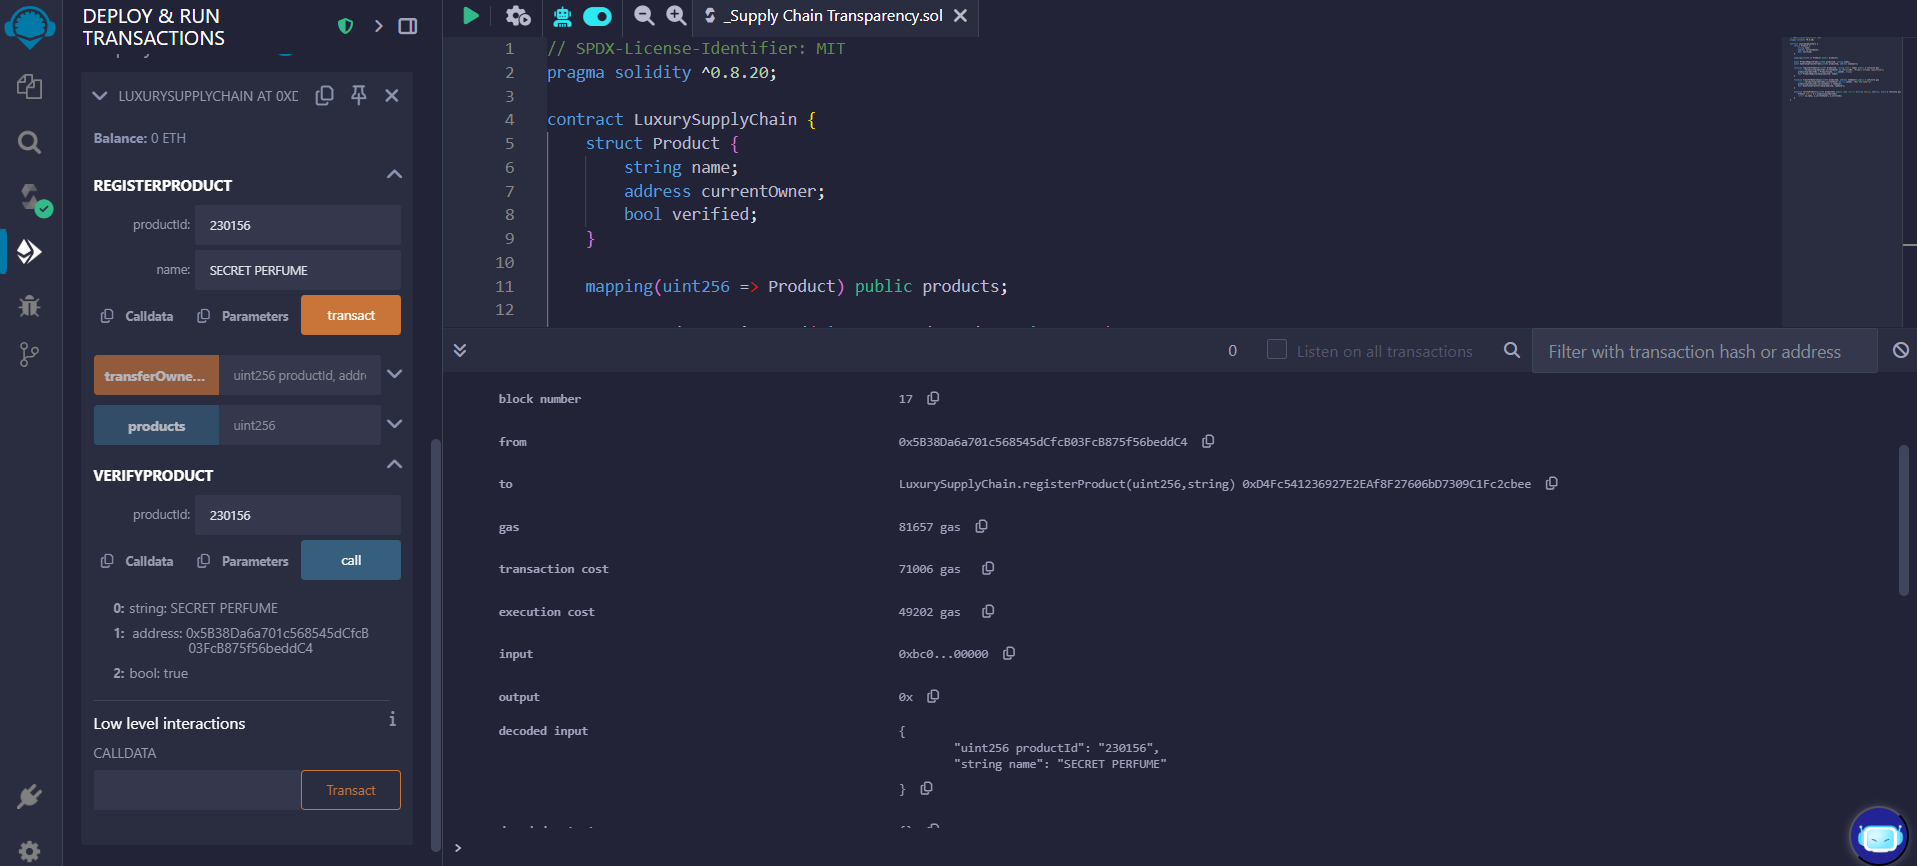 DEPLOY & RUN
TRANSACTIONS
LUXURYSUPPLYCHAIN AT 0XD
Balance: 0 ETH
REGISTERPRODUCT
productId:
230156
name:
SECRET PERFUME
Calldata
Parameters
transact
transferOwne...
uint256 productId, addre
products
uint256
VERIFYPRODUCT
productId:
230156
Calldata
Parameters
call
0: string: SECRET PERFUME
1: address: 0x5B38Da6a701c568545dCfcB
03FcB875f56beddC4
2: bool: true
Low level interactions
i
CALLDATA
Transact
_Supply Chain Transparency.sol
1 // SPDX-License-Identifier: MIT
2 pragma solidity ^0.8.20;
3
4 contract LuxurySupplyChain {
5 struct Product {
6 string name;
7 address currentOwner;
8 bool verified;
9 }
10
11 mapping(uint256 => Product) public products;
12
0
Listen on all transactions
Filter with transaction hash or address
block number 17
from 0x5B38Da6a701c568545dCfcB03FcB875f56beddC4
to LuxurySupplyChain.registerProduct(uint256,string) 0xD4Fc541236927E2EAf8F27606bD7309C1Fc2cbee
gas 81657 gas
transaction cost 71006 gas
execution cost 49202 gas
input 0xbc0...00000
output 0x
decoded input {
"uint256 productId": "230156",
"string name": "SECRET PERFUME"
}
>